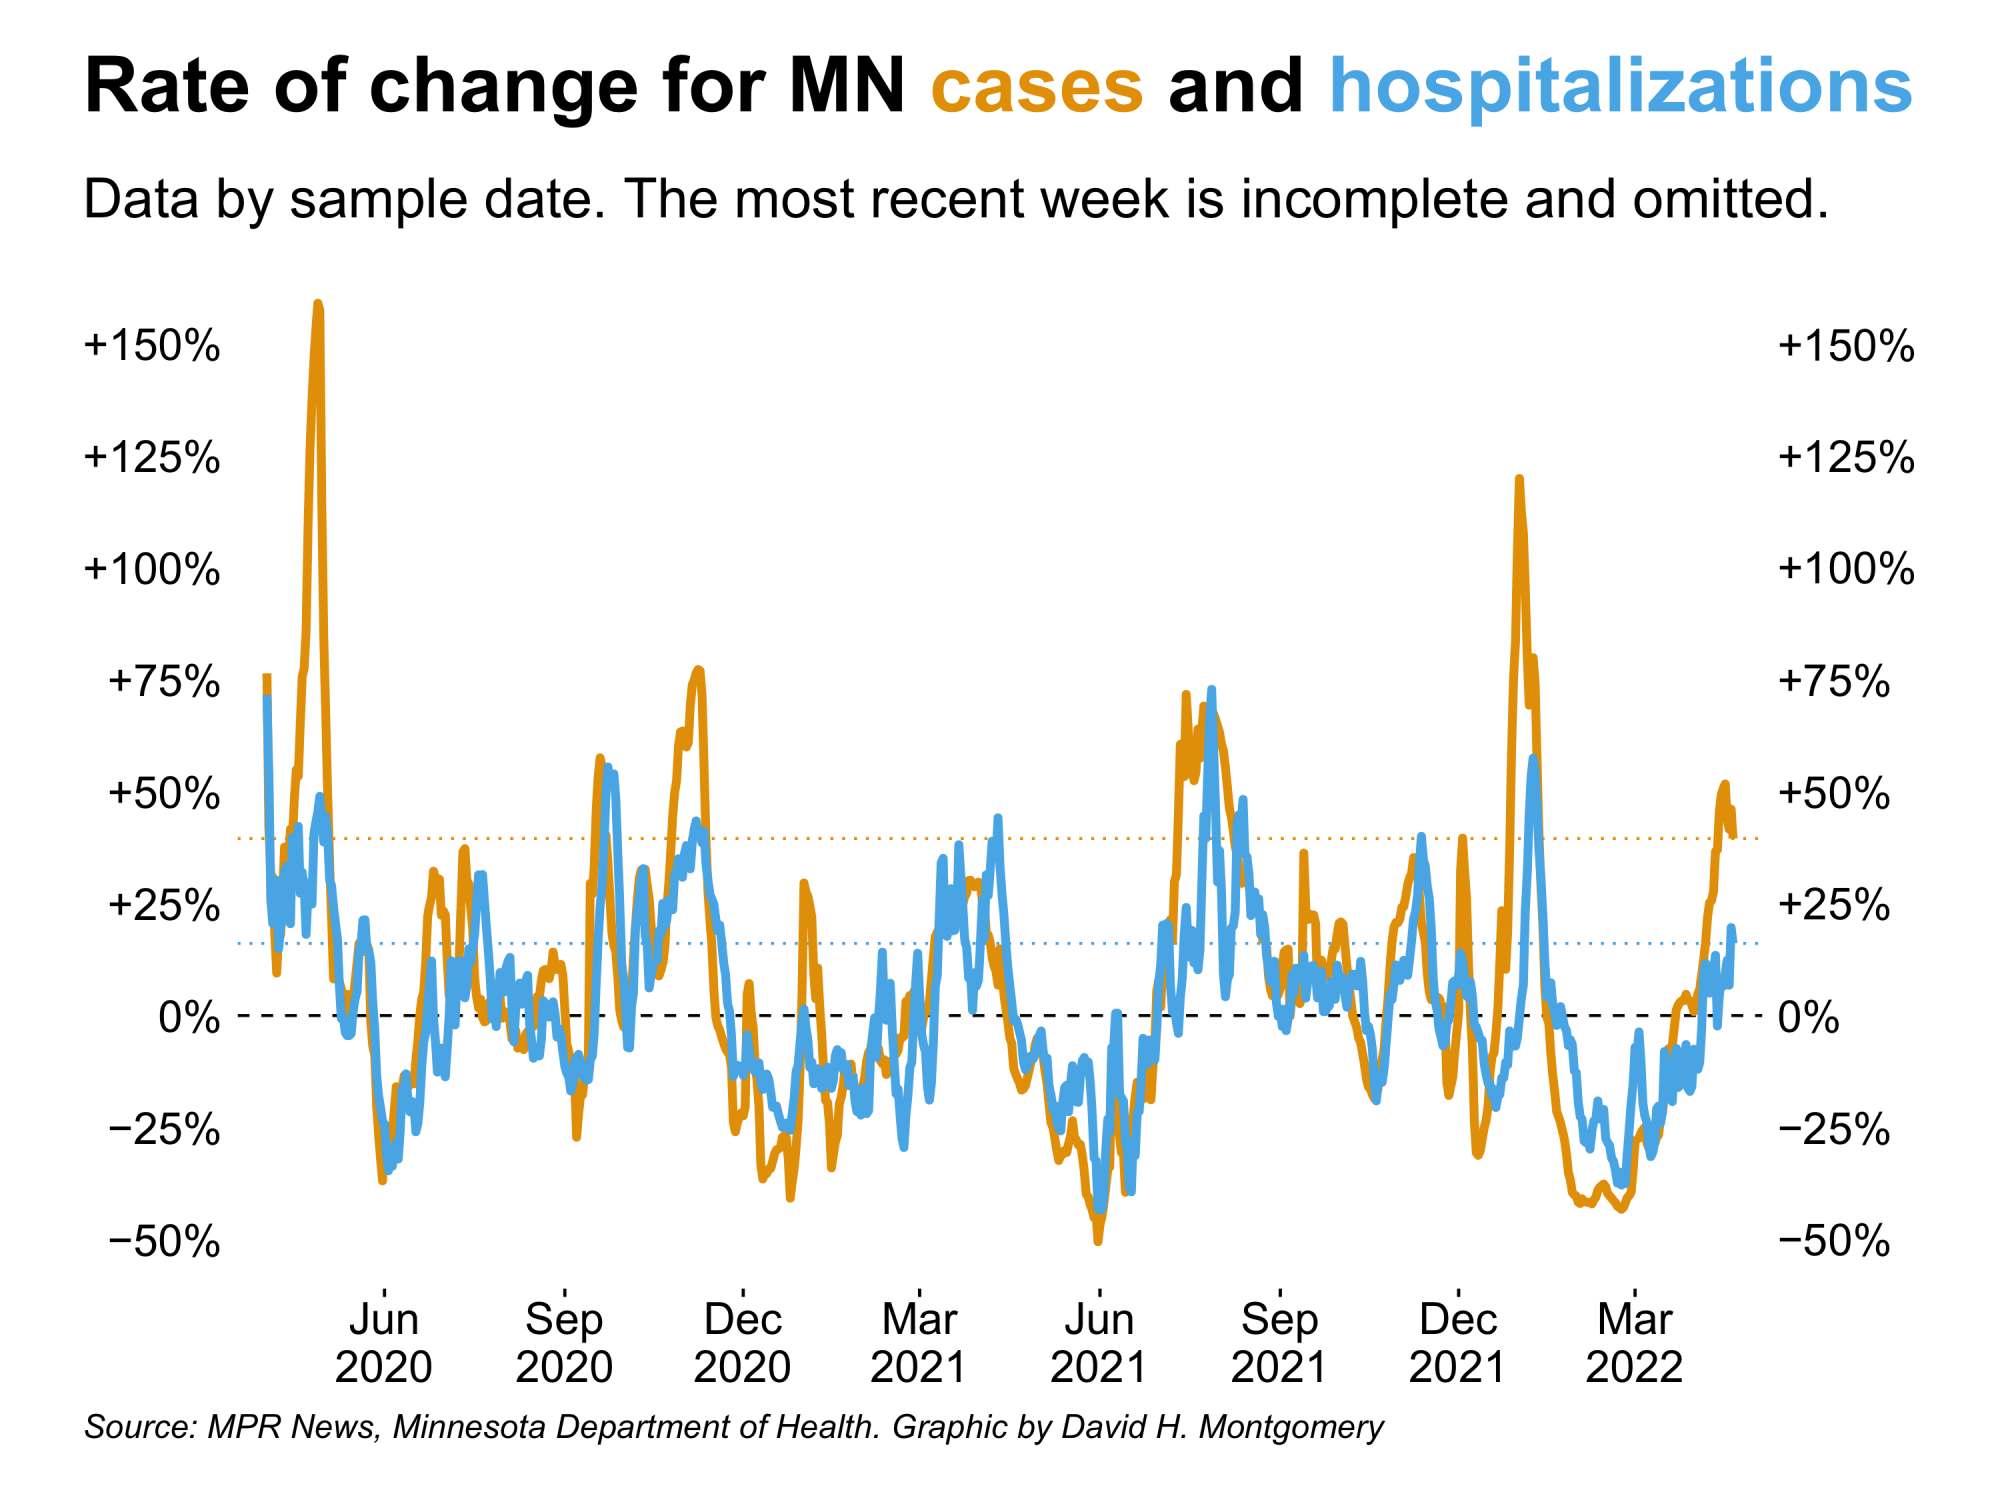 Rate of change for MN cases and hospitalizations
Data by sample date. The most recent week is incomplete and omitted.
+150% +150%
+125% +125%
+100% +100%
+75% +75%
+50% +50%
+25% +25%
0% 0%
−25% −25%
−50% −50%
Jun Sep Dec Mar Jun Sep Dec Mar
2020 2020 2020 2021 2021 2021 2021 2022
Source: MPR News, Minnesota Department of Health. Graphic by David H. Montgomery